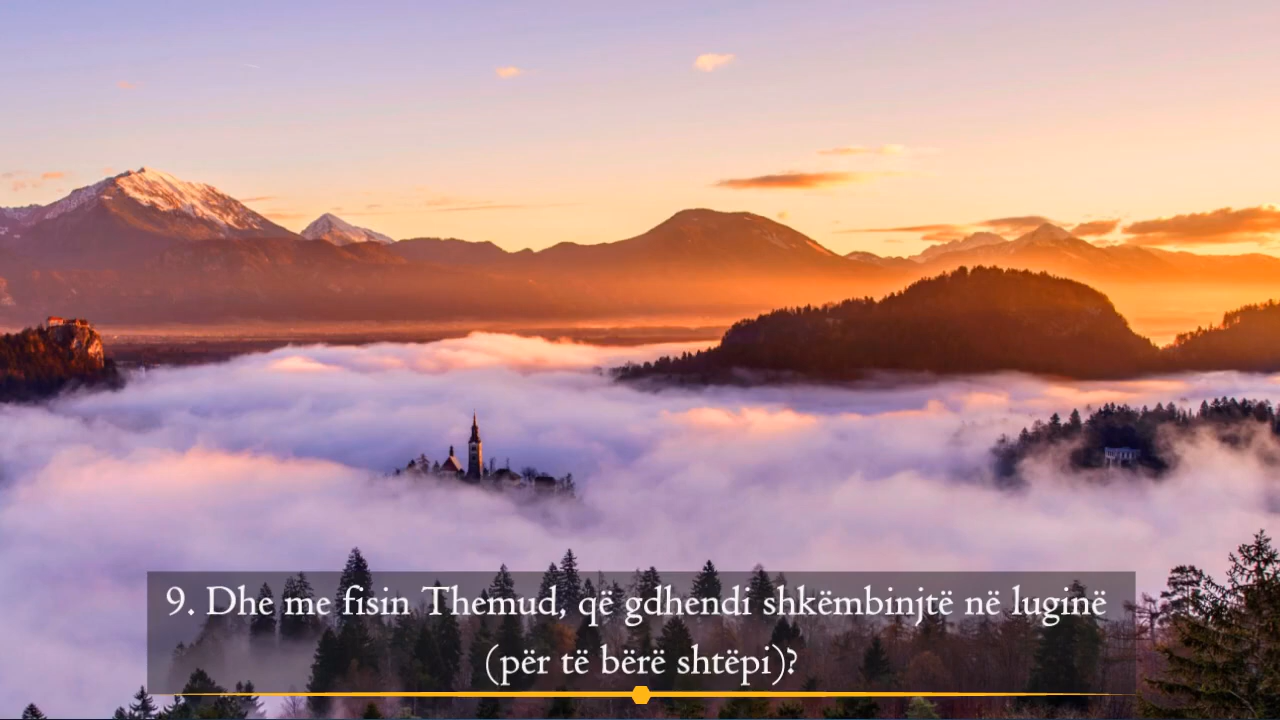 9. Dhe me fisin Themud, që gdhendi shkëmbinjtë në luginë
(për të bërë shtëpi)?